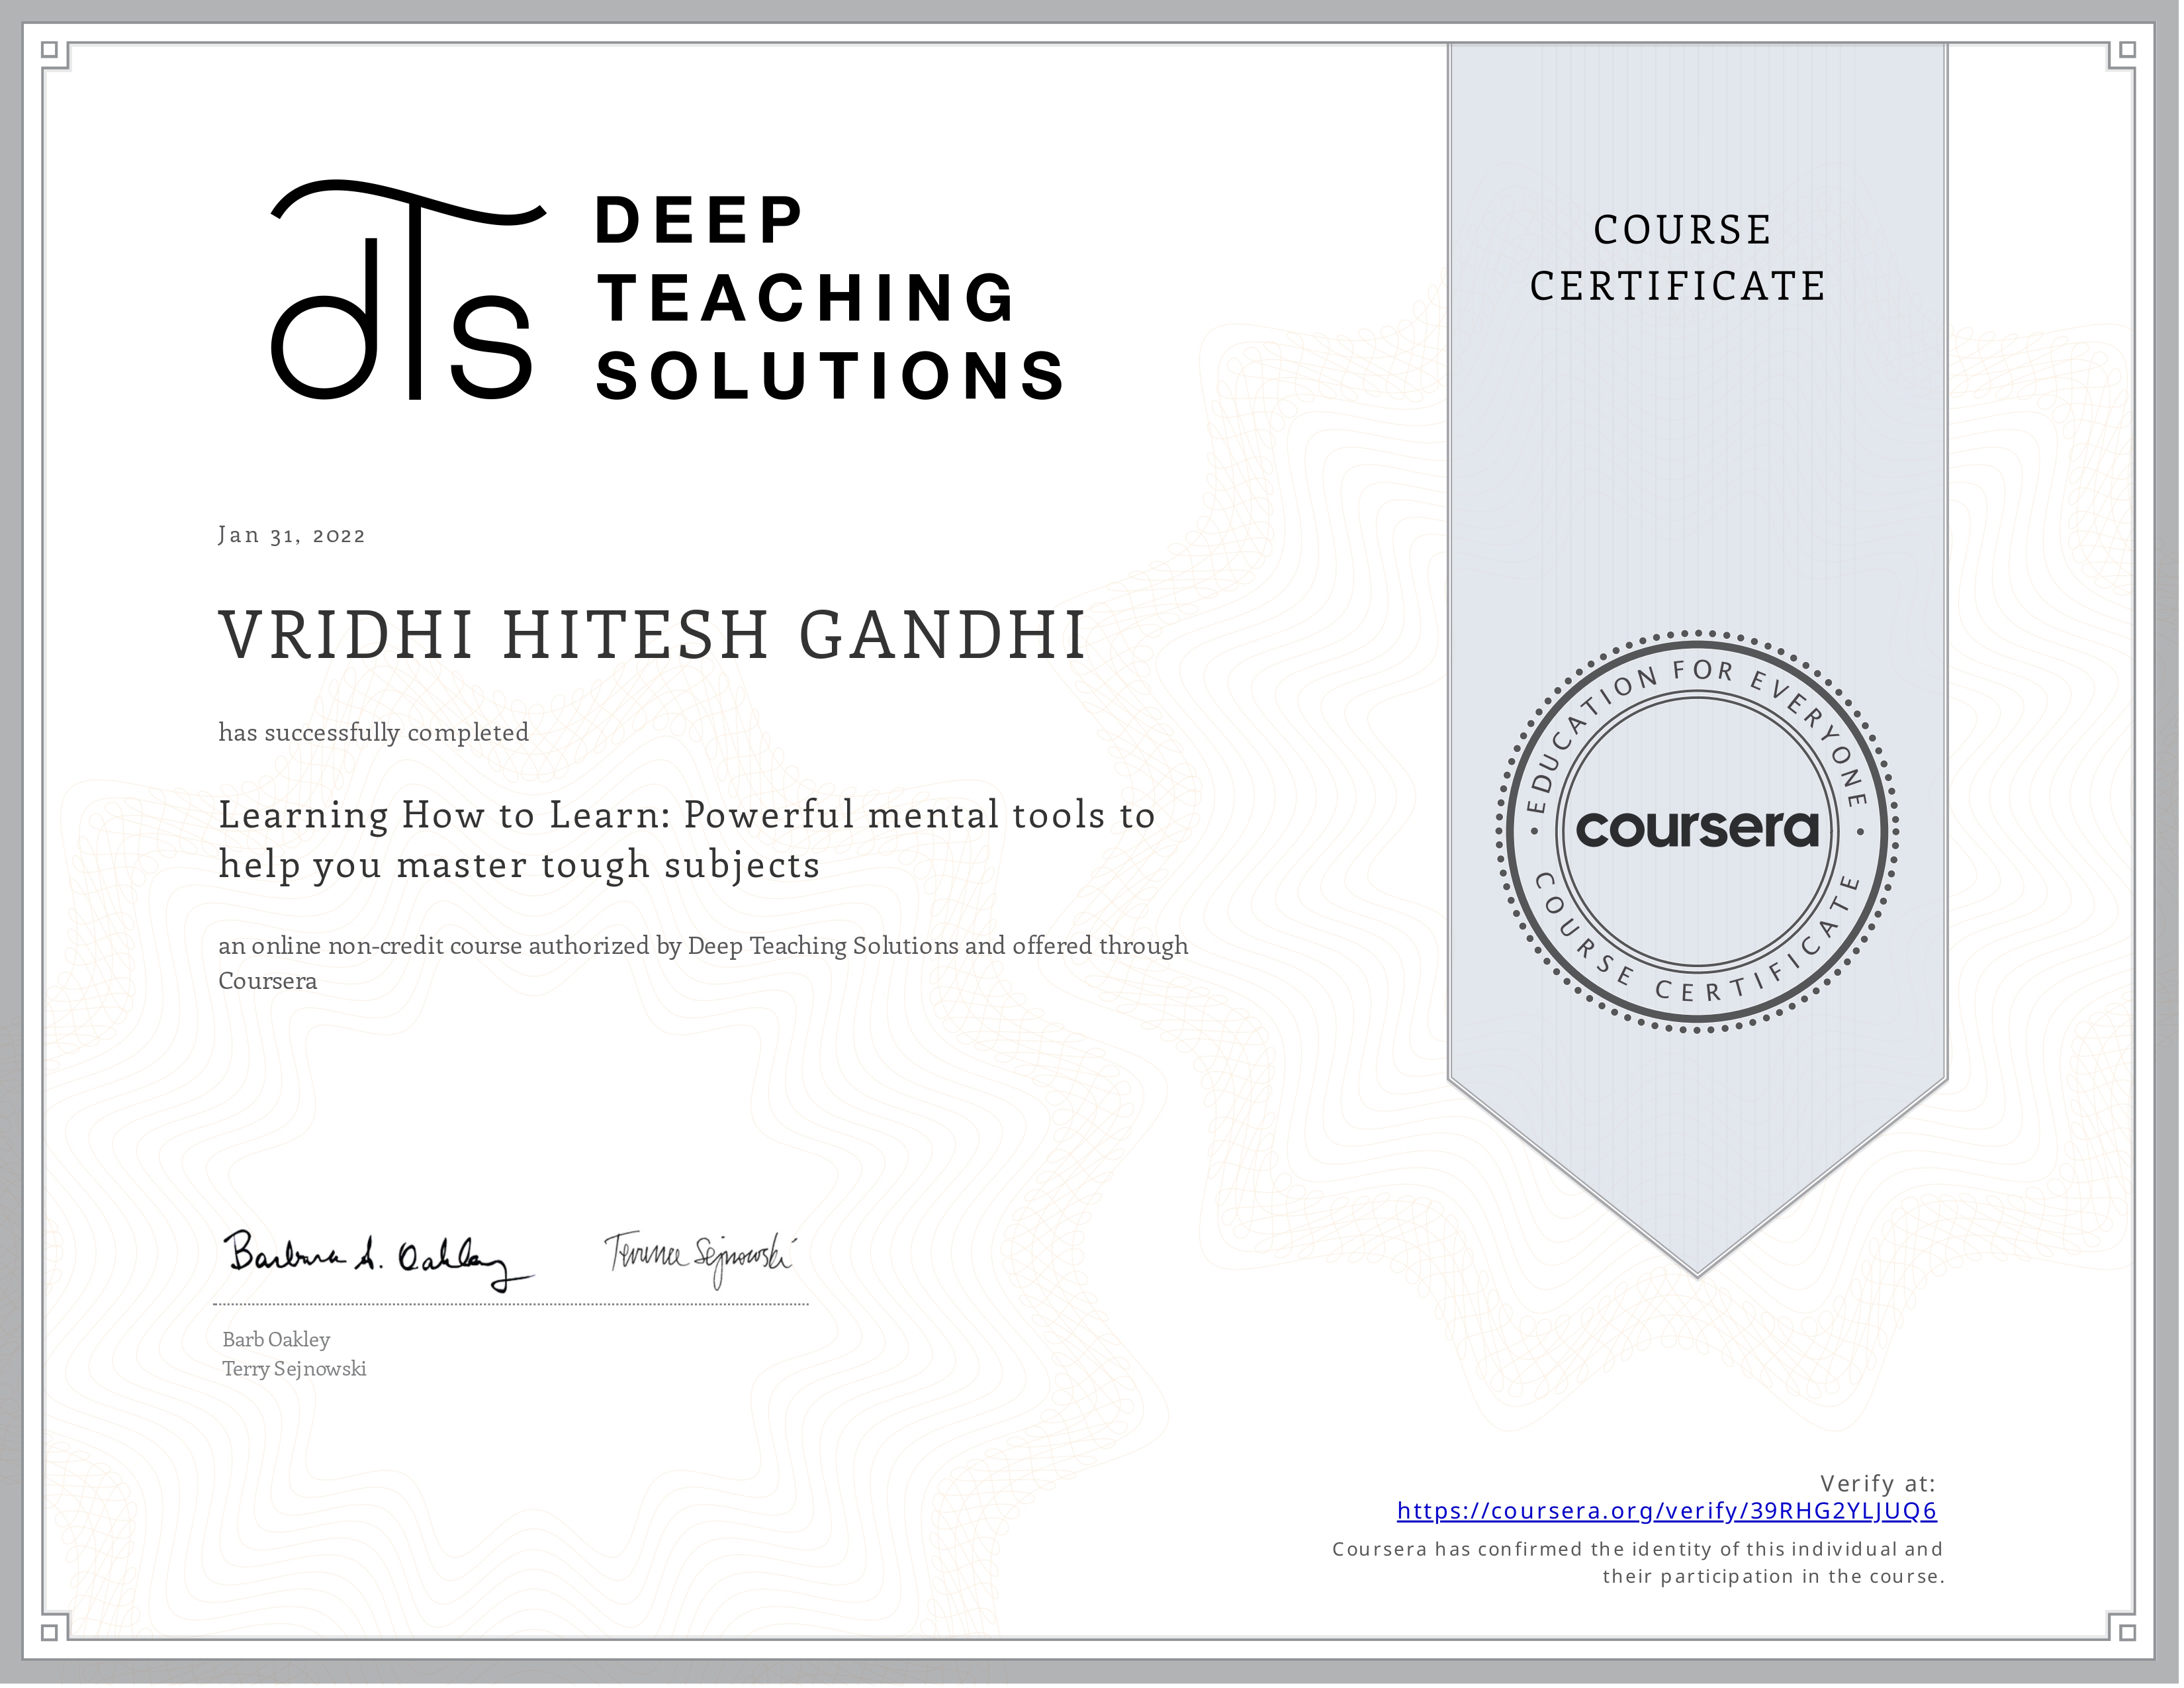 dTs
DEEP
TEACHING
SOLUTIONS
COURSE
CERTIFICATE
Jan 31, 2022
VRIDHI HITESH GANDHI
has successfully completed
Learning How to Learn: Powerful mental tools to
help you master tough subjects
an online non-credit course authorized by Deep Teaching Solutions and offered through
Coursera
EDUCATION FOR EVERYONE
coursera
COURSE CERTIFICATE
Barbara A. Oakley Terrence Sejnowski
Barb Oakley
Terry Sejnowski
Verify at:
https://coursera.org/verify/39RHG2YLJUQ6
Coursera has confirmed the identity of this individual and
their participation in the course.